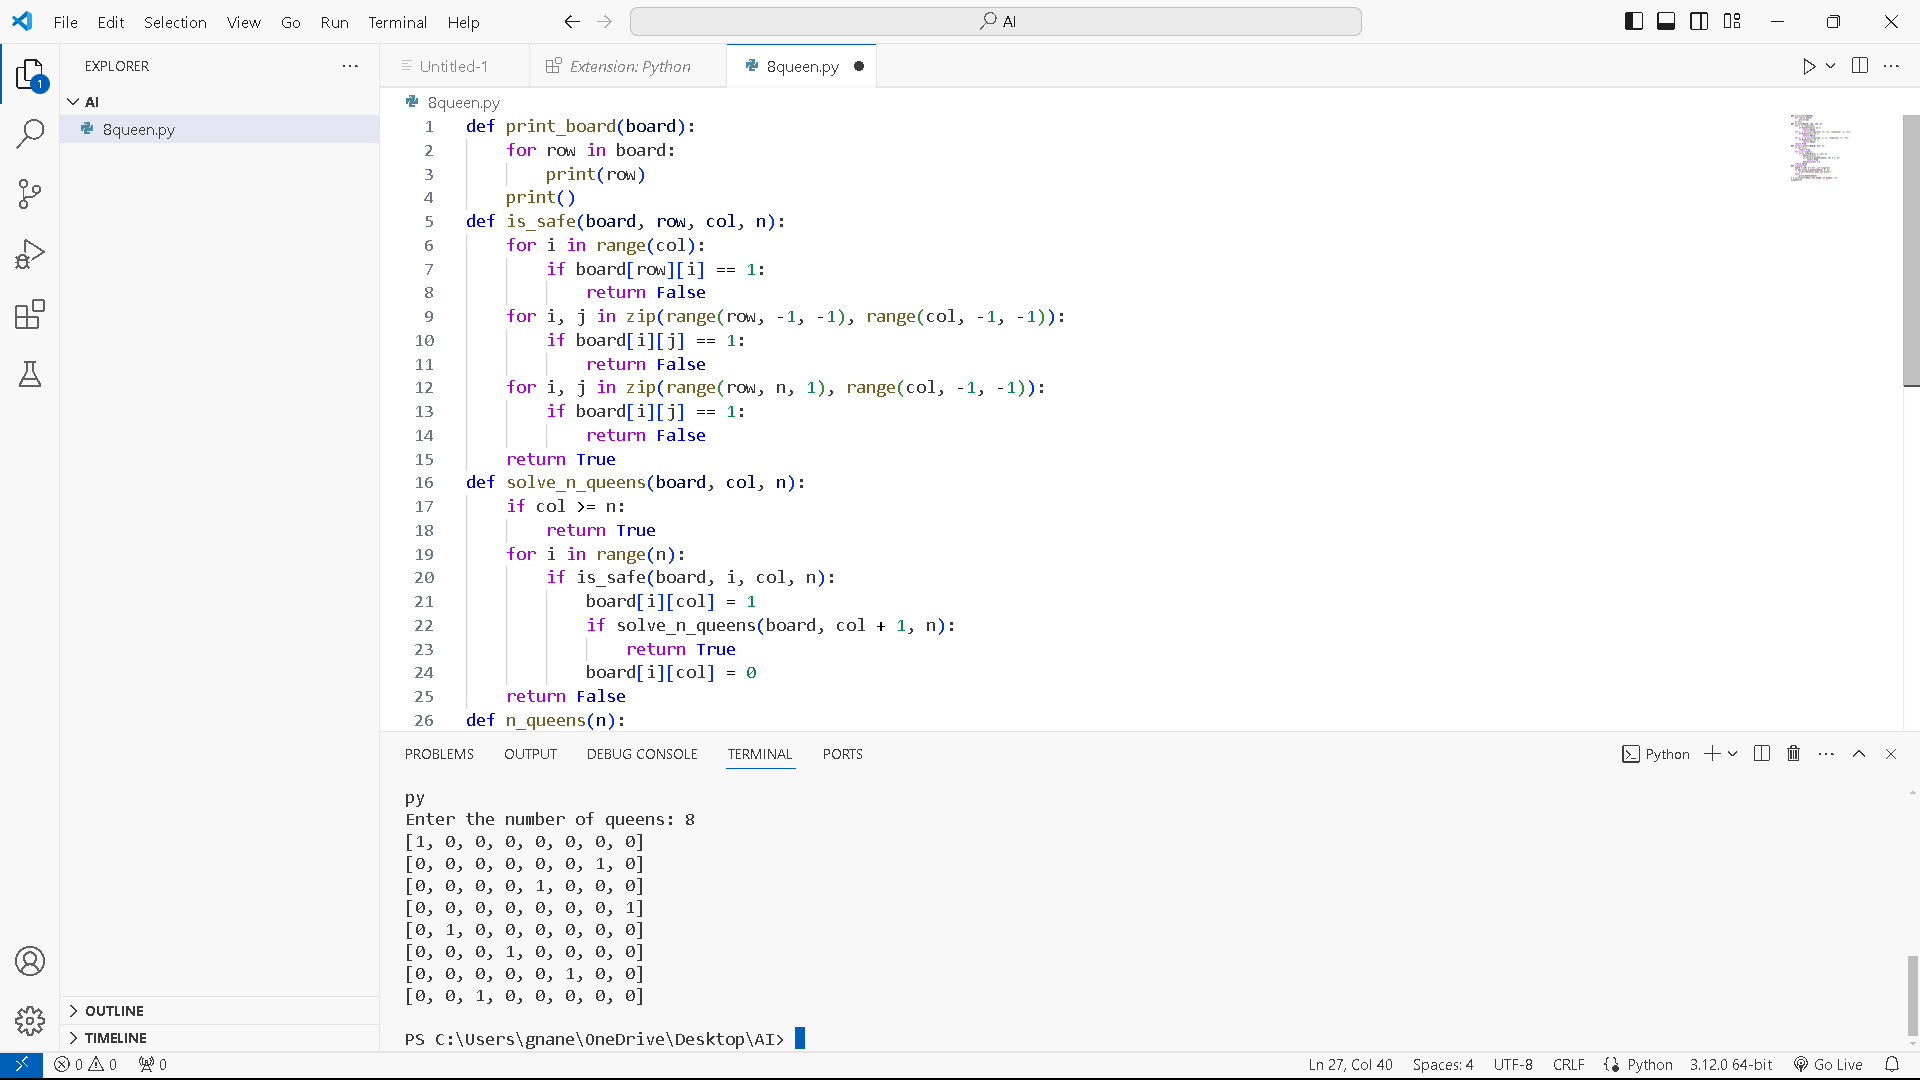 File Edit Selection View Go Run Terminal Help
AI
EXPLORER
AI
8queen.py
OUTLINE
TIMELINE
1
Untitled-1
Extension: Python
8queen.py
8queen.py
1 def print_board(board):
2     for row in board:
3         print(row)
4     print()
5 def is_safe(board, row, col, n):
6     for i in range(col):
7         if board[row][i] == 1:
8             return False
9     for i, j in zip(range(row, -1, -1), range(col, -1, -1)):
10         if board[i][j] == 1:
11             return False
12     for i, j in zip(range(row, n, 1), range(col, -1, -1)):
13         if board[i][j] == 1:
14             return False
15     return True
16 def solve_n_queens(board, col, n):
17     if col >= n:
18         return True
19     for i in range(n):
20         if is_safe(board, i, col, n):
21             board[i][col] = 1
22             if solve_n_queens(board, col + 1, n):
23                 return True
24             board[i][col] = 0
25     return False
26 def n_queens(n):
PROBLEMS OUTPUT DEBUG CONSOLE TERMINAL PORTS
Python
py
Enter the number of queens: 8
[1, 0, 0, 0, 0, 0, 0, 0]
[0, 0, 0, 0, 0, 0, 1, 0]
[0, 0, 0, 0, 1, 0, 0, 0]
[0, 0, 0, 0, 0, 0, 0, 1]
[0, 1, 0, 0, 0, 0, 0, 0]
[0, 0, 0, 1, 0, 0, 0, 0]
[0, 0, 0, 0, 0, 1, 0, 0]
[0, 0, 1, 0, 0, 0, 0, 0]
PS C:\Users\gnane\OneDrive\Desktop\AI>
0 0 0
Ln 27, Col 40 Spaces: 4 UTF-8 CRLF Python 3.12.0 64-bit Go Live